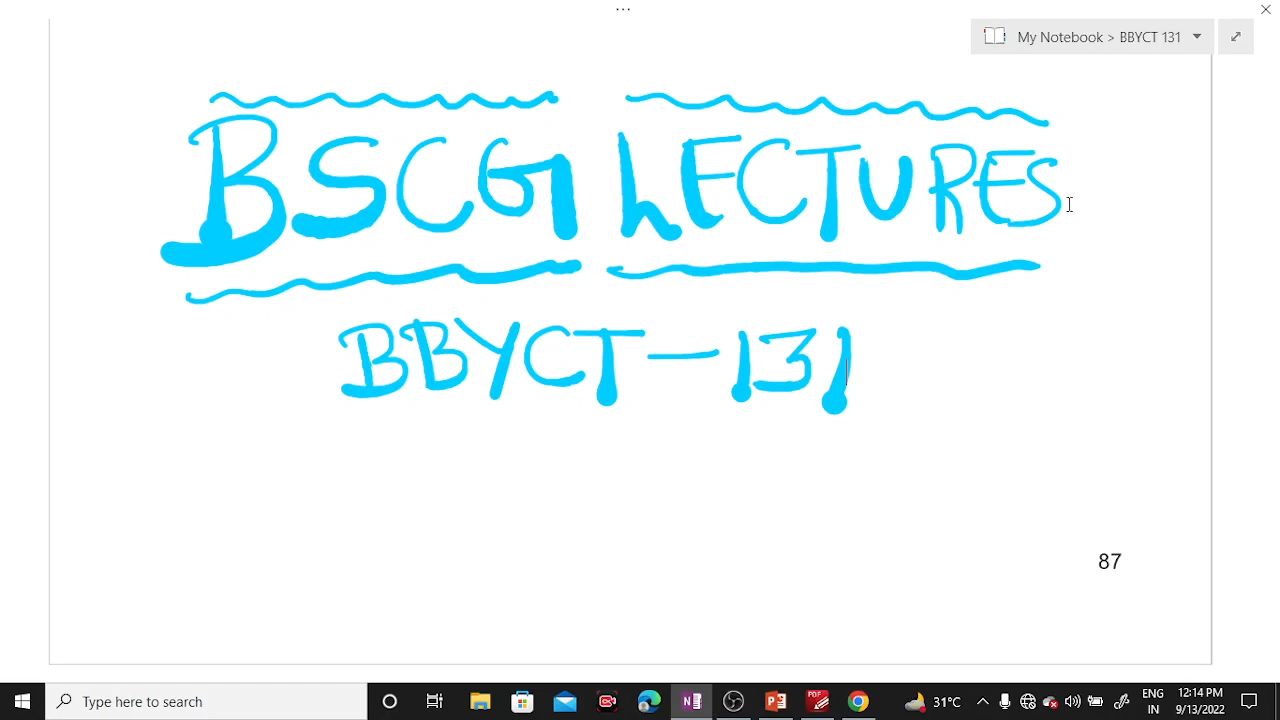 ...
My Notebook > BBYCT 131
BSCG LECTURES
BBYCT-131
87
Type here to search
31°C
ENG
IN
12:14 PM
9/13/2022
PDF